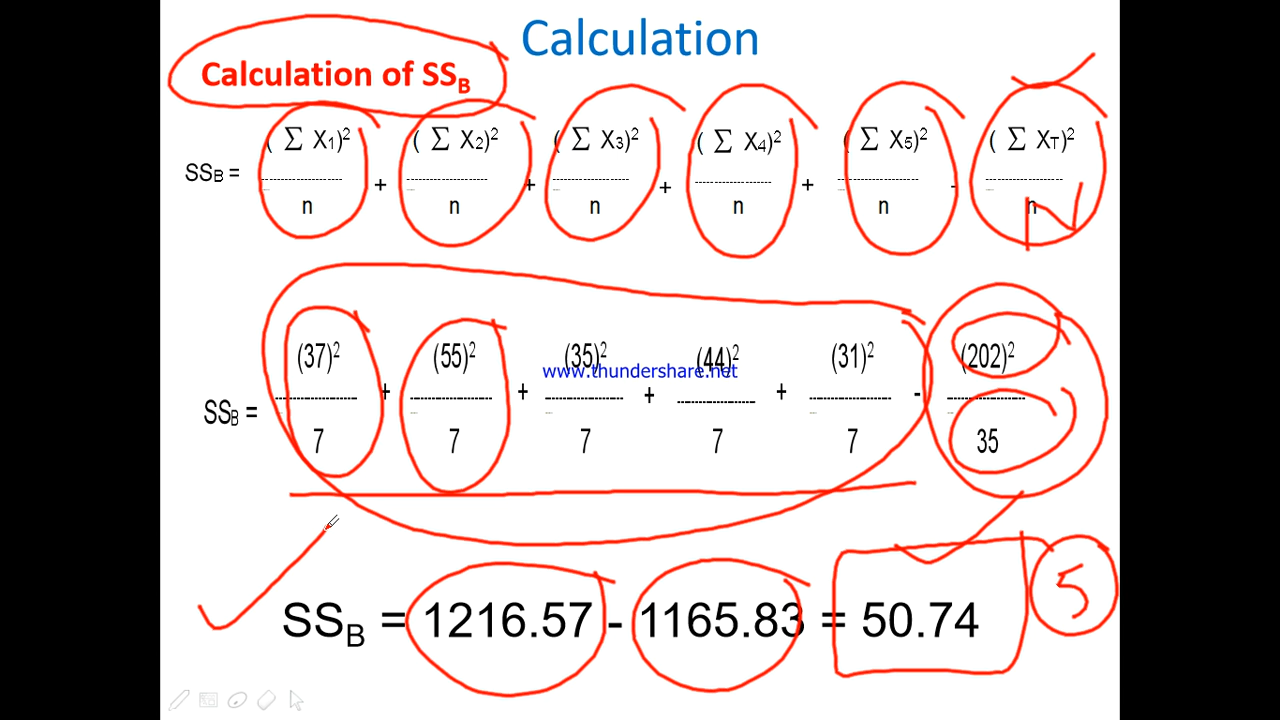 Calculation
Calculation of SSB
( ∑ X1)2 ( ∑ X2)2 ( ∑ X3)2 ( ∑ X4)2 ( ∑ X5)2 ( ∑ XT)2
SSB = ---------------- + ---------------- + ---------------- + ---------------- + ---------------- - ----------------
n n n n n n N
(37)2 (55)2 (35)2 (44)2 (31)2 (202)2
www.thundershare.net
SSB = ---------------- + ---------------- + ---------------- + ---------------- + ---------------- - ----------------
7 7 7 7 7 35
SSB = 1216.57 - 1165.83 = 50.74 5